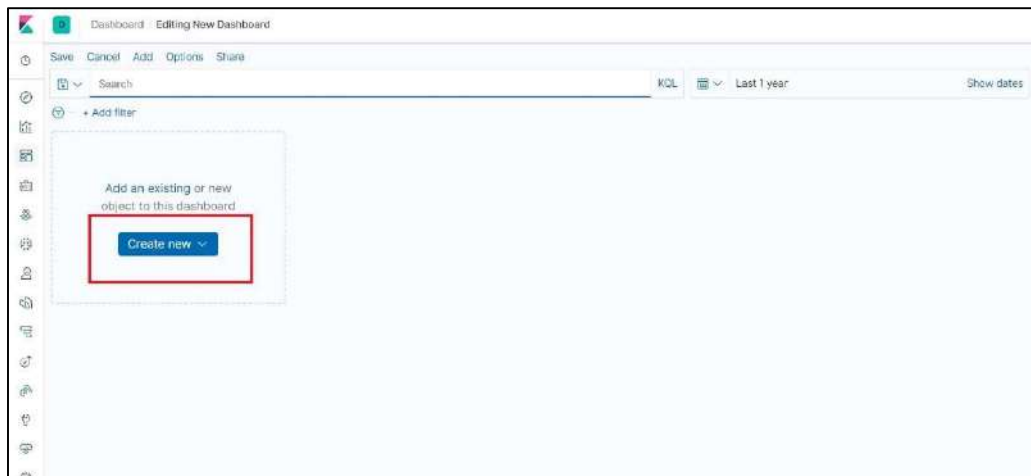 D Dashboard / Editing New Dashboard
Save Cancel Add Options Share
Search KQL Last 1 year Show dates
+ Add filter
Add an existing or new
object to this dashboard
Create new